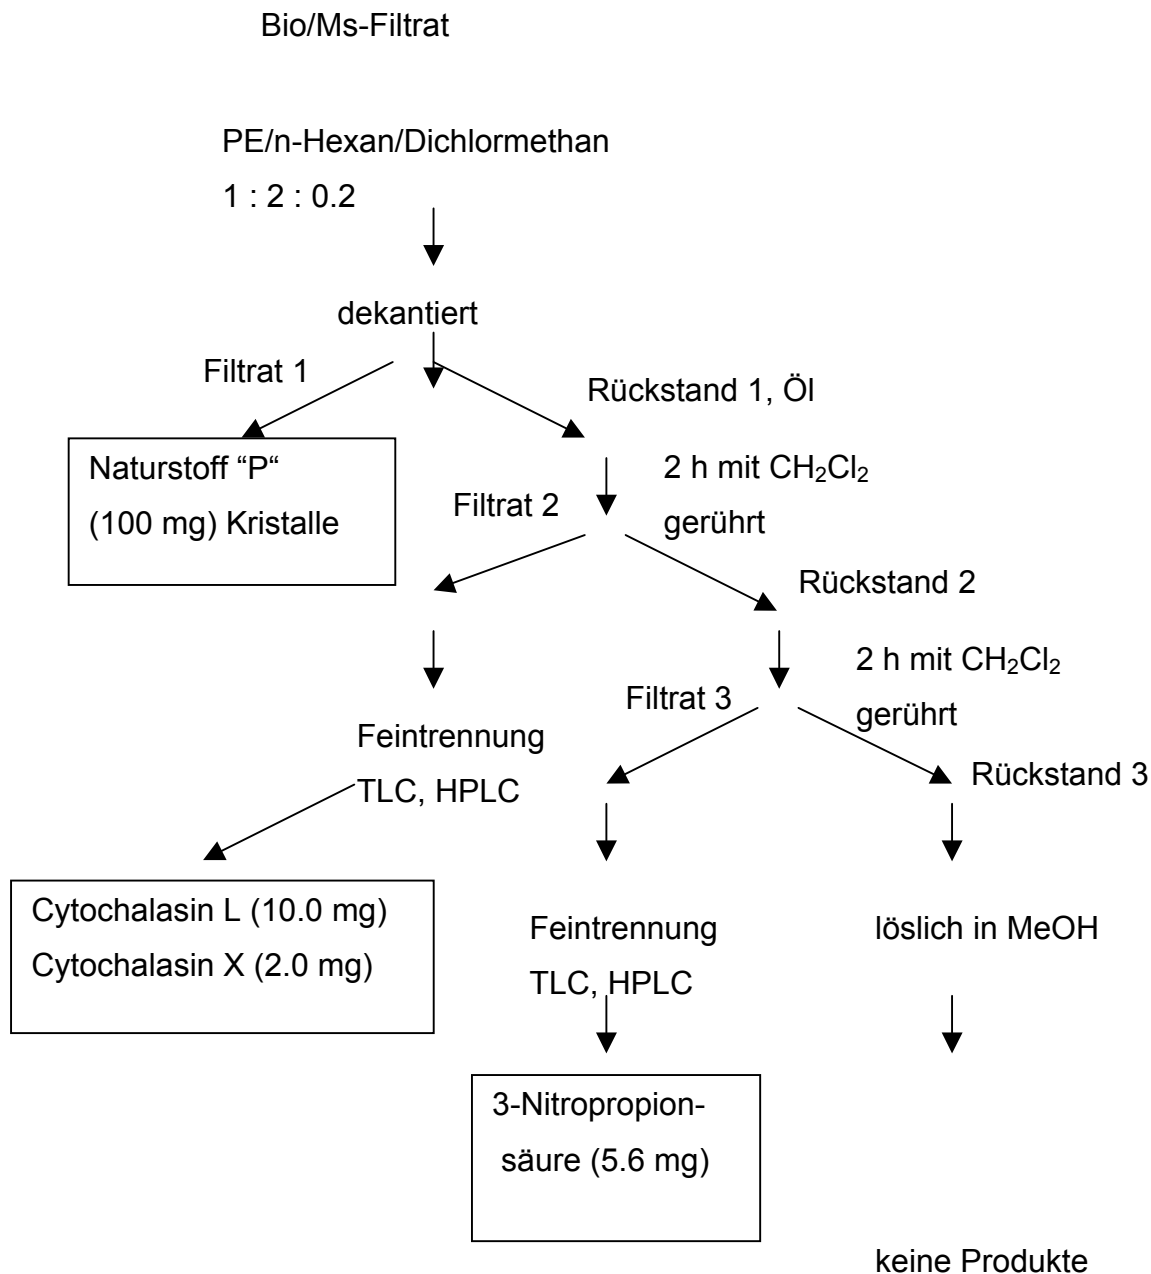 Bio/Ms-Filtrat
PE/n-Hexan/Dichlormethan
1 : 2 : 0.2
dekantiert
Filtrat 1
Rückstand 1, Öl
Naturstoff “P“
(100 mg) Kristalle
2 h mit CH₂Cl₂
gerührt
Filtrat 2
Rückstand 2
2 h mit CH₂Cl₂
gerührt
Filtrat 3
Feintrennung
TLC, HPLC
Rückstand 3
Cytochalasin L (10.0 mg)
Cytochalasin X (2.0 mg)
Feintrennung
TLC, HPLC
löslich in MeOH
3-Nitropropion-
säure (5.6 mg)
keine Produkte